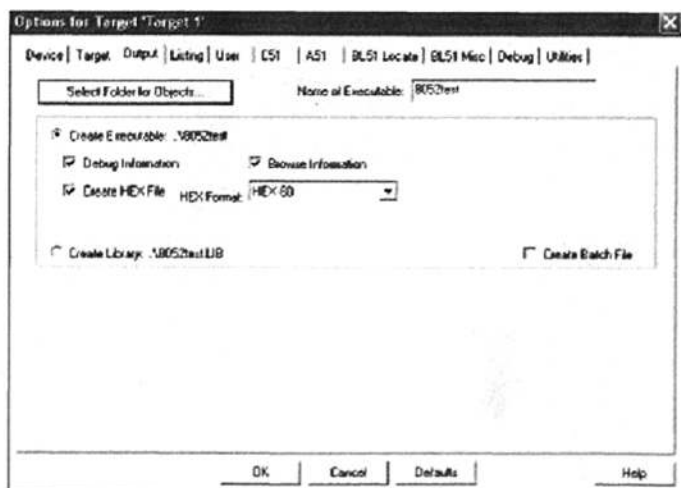 Options for Target 'Target 1'
Device Target Output Listing User C51 A51 BL51 Locate BL51 Misc Debug Utilities
Select Folder for Objects... Name of Executable: 8052test
Create Executable: .\8052test
Debug Information Browse Information
Create HEX File HEX Format: HEX-80
Create Library: .\8052test.LIB Create Batch File
OK Cancel Defaults Help